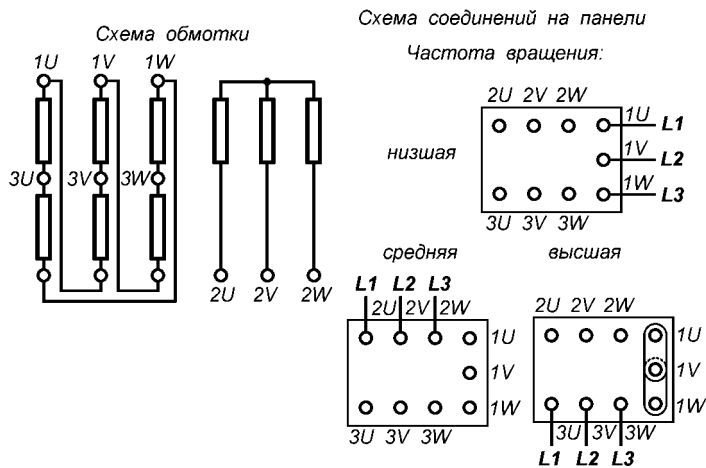 Схема обмотки
1U 1V 1W
3U 3V 3W
2U 2V 2W
Схема соединений на панели
Частота вращения:
низшая
2U 2V 2W
1U L1
1V L2
1W L3
3U 3V 3W
средняя
L1 L2 L3
2U 2V 2W
1U
1V
1W
3U 3V 3W
высшая
2U 2V 2W
1U
1V
1W
3U 3V 3W
L1 L2 L3